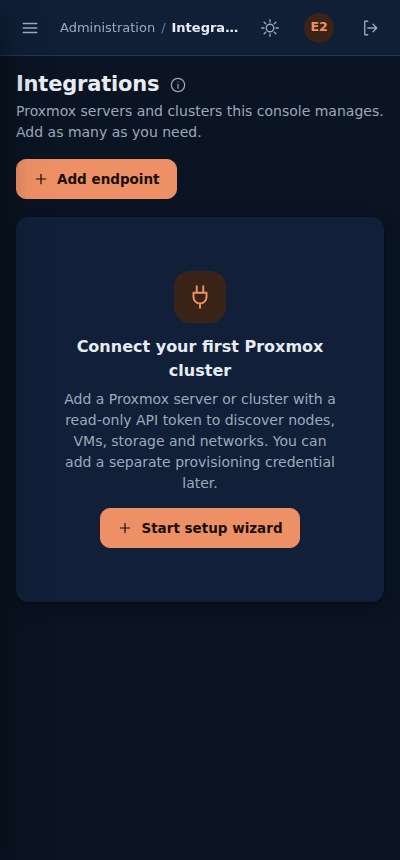 Administration / Integra...
E2
Integrations
Proxmox servers and clusters this console manages.
Add as many as you need.
Add endpoint
Connect your first Proxmox
cluster
Add a Proxmox server or cluster with a
read-only API token to discover nodes,
VMs, storage and networks. You can
add a separate provisioning credential
later.
Start setup wizard